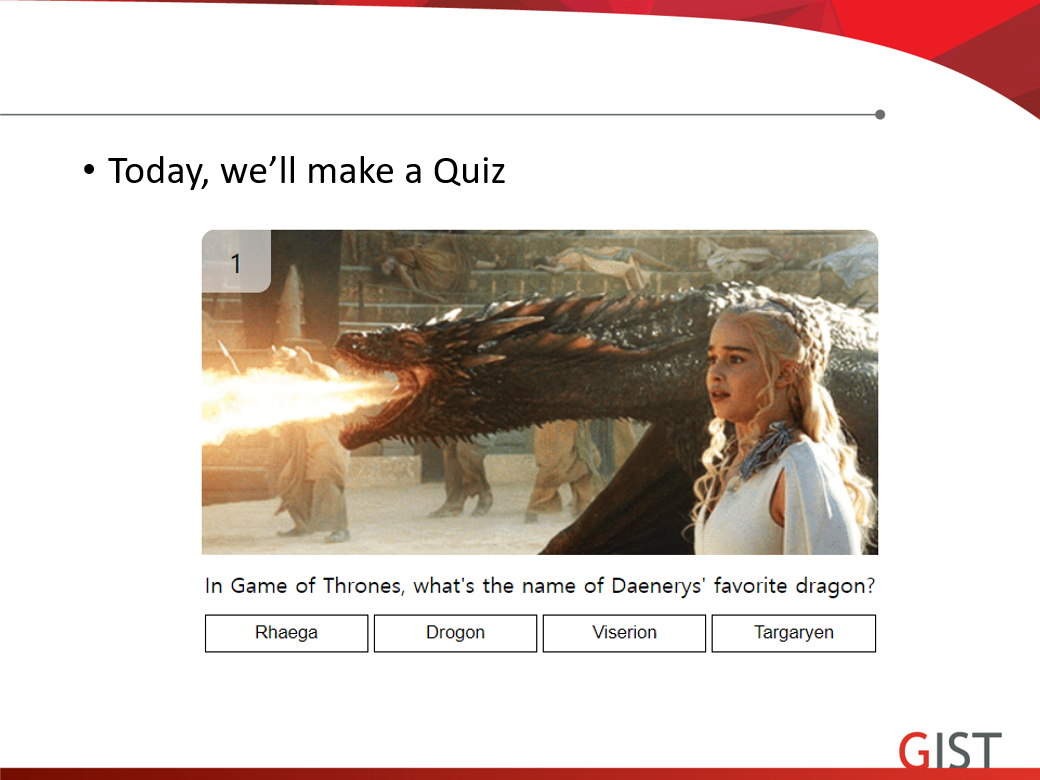 • Today, we’ll make a Quiz
1
In Game of Thrones, what's the name of Daenerys' favorite dragon?
Rhaega Drogon Viserion Targaryen
GIST